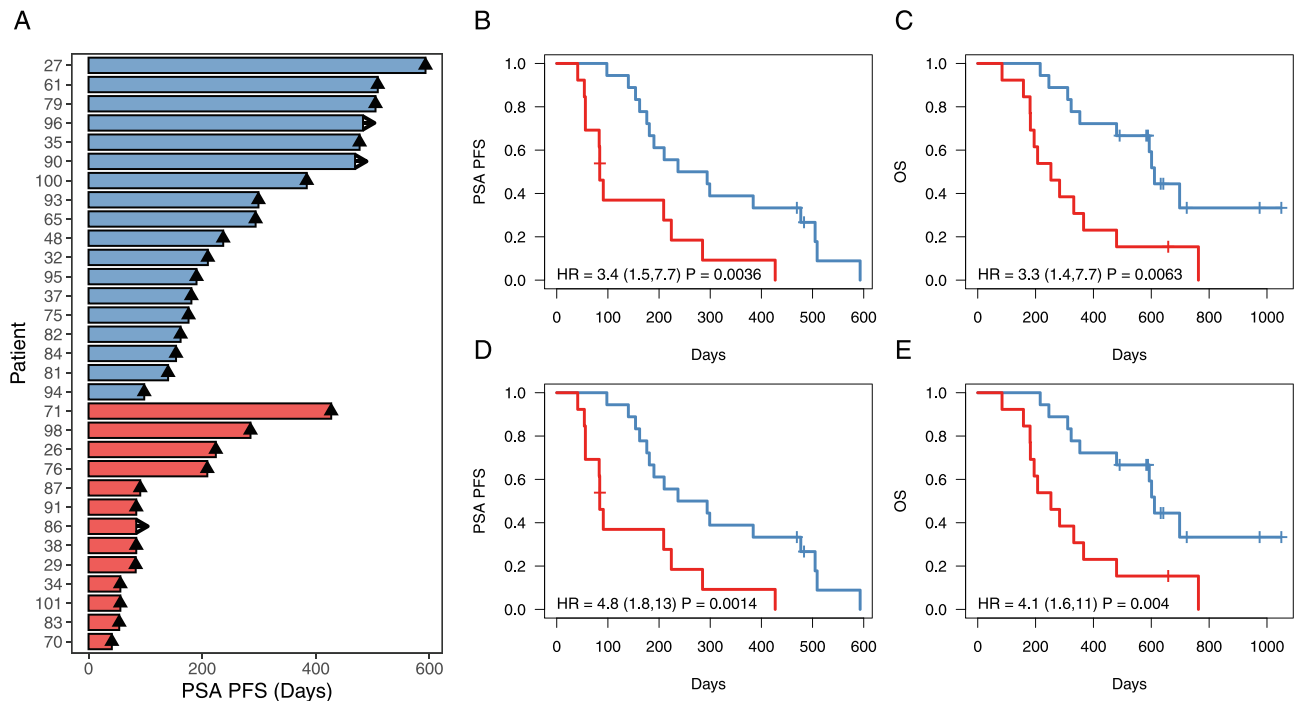 A
27
61
79
96
35
90
100
93
65
48
32
95
37
75
82
84
81
94
71
98
26
76
87
91
86
38
29
34
101
83
70
Patient
0 200 400 600
PSA PFS (Days)
B
1.0
0.8
0.6
0.4
0.2
0.0
PSA PFS
HR = 3.4 (1.5,7.7) P = 0.0036
0 100 200 300 400 500 600
Days
C
1.0
0.8
0.6
0.4
0.2
0.0
OS
HR = 3.3 (1.4,7.7) P = 0.0063
0 200 400 600 800 1000
Days
D
1.0
0.8
0.6
0.4
0.2
0.0
PSA PFS
HR = 4.8 (1.8,13) P = 0.0014
0 100 200 300 400 500 600
Days
E
1.0
0.8
0.6
0.4
0.2
0.0
OS
HR = 4.1 (1.6,11) P = 0.004
0 200 400 600 800 1000
Days